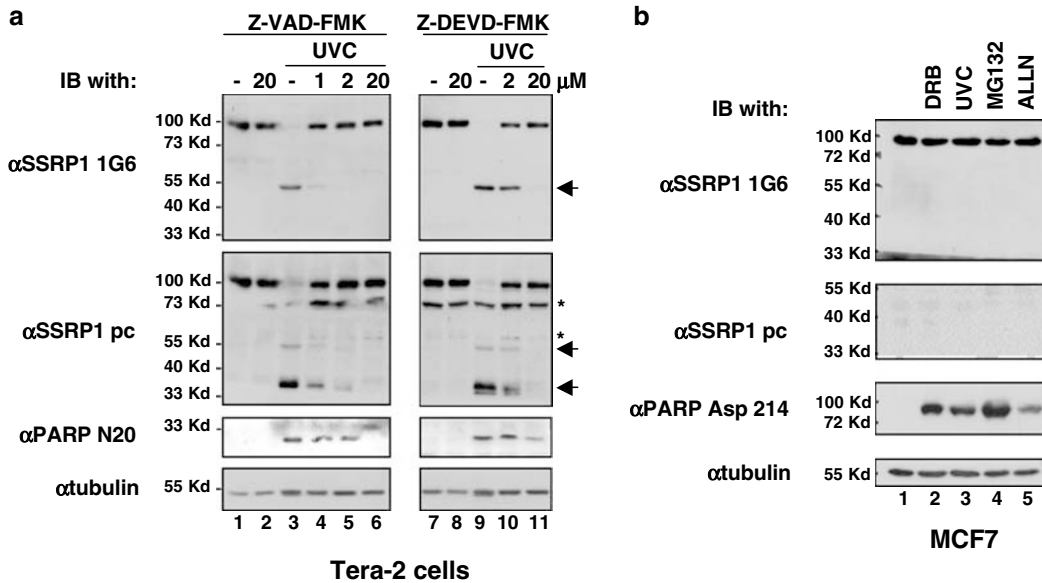 a
Z-VAD-FMK Z-DEVD-FMK
UVC UVC
IB with: - 20 - 1 2 20 - 20 - 2 20 µM
αSSRP1 1G6
100 Kd
73 Kd
55 Kd
40 Kd
33 Kd
αSSRP1 pc
100 Kd
73 Kd
55 Kd
40 Kd
33 Kd
*
*
αPARP N20
33 Kd
αtubulin
55 Kd
1 2 3 4 5 6 7 8 9 10 11
Tera-2 cells
b
IB with:
DRB
UVC
MG132
ALLN
αSSRP1 1G6
100 Kd
72 Kd
55 Kd
40 Kd
33 Kd
αSSRP1 pc
55 Kd
40 Kd
33 Kd
αPARP Asp 214
100 Kd
72 Kd
αtubulin
55 Kd
1 2 3 4 5
MCF7